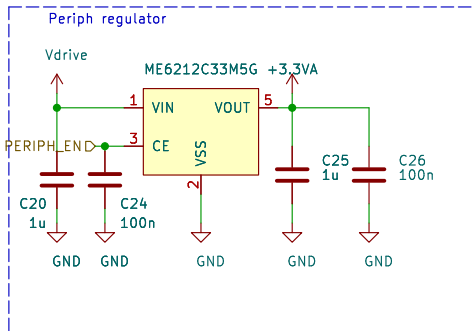 Periph regulator
Vdrive
ME6212C33M5G +3.3VA
1 VIN VOUT 5
PERIPH_END 3 CE
VSS
2
C20
1u
C24
100n
C25
1u
C26
100n
GND GND GND GND GND